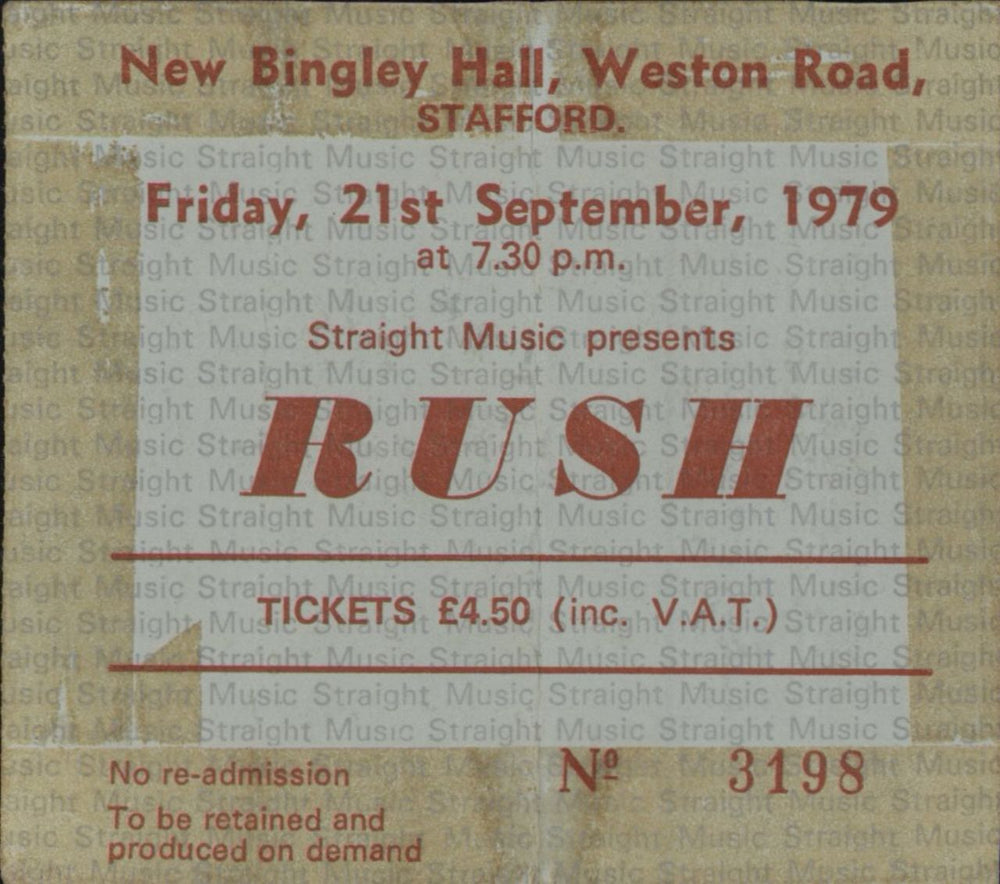 New Bingley Hall, Weston Road,
STAFFORD.
Friday, 21st September, 1979
at 7.30 p.m.
Straight Music presents
RUSH
TICKETS £4.50 (inc. V.A.T.)
No re-admission
Nº 3198
To be retained and
produced on demand